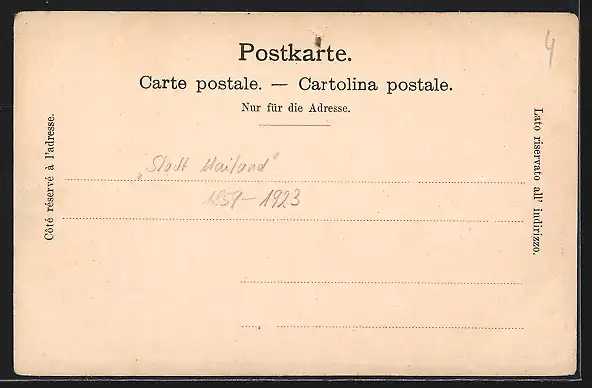 Postkarte.
4
Carte postale. — Cartolina postale.
Nur für die Adresse.
Côté réservé à l'adresse.
Lato riservato all' indirizzo.
„Stadt Mailand"
1859-1923